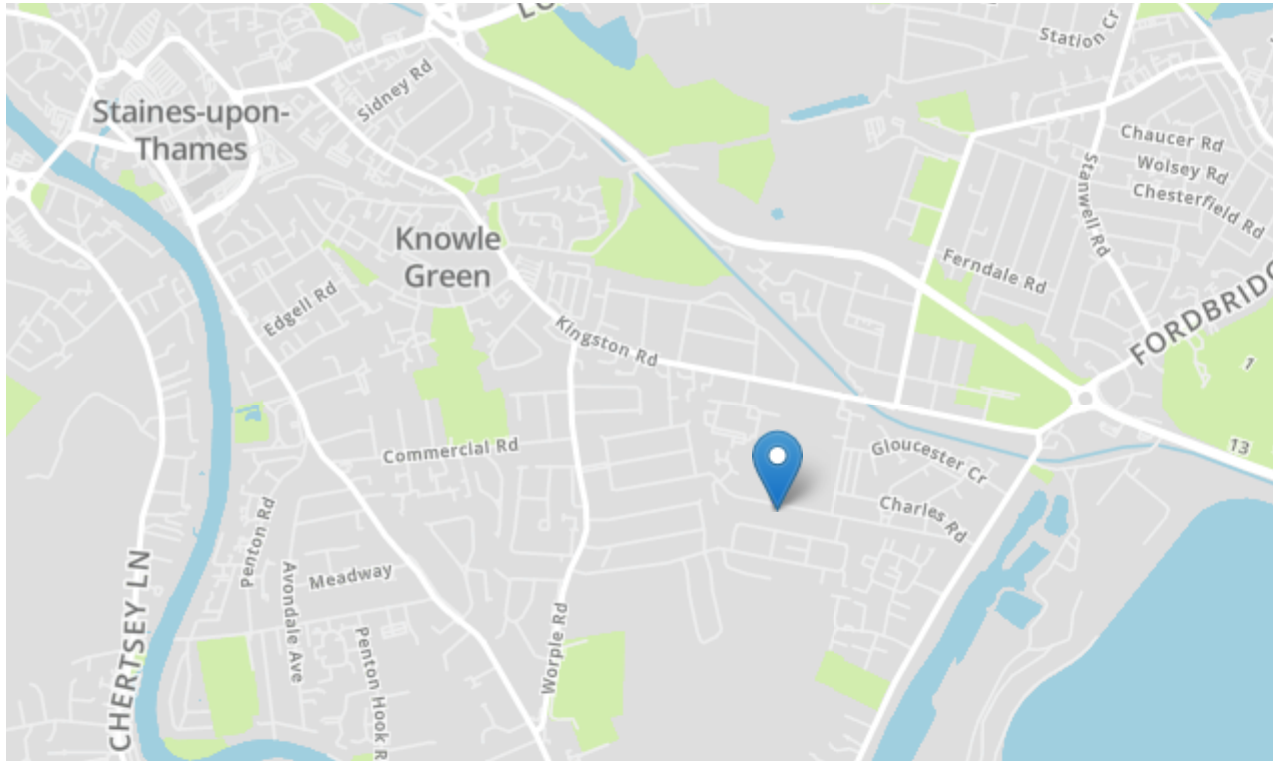 LO
Station Cr
Sidney Rd
Staines-upon-
Thames
Chaucer Rd
Wolsey Rd
Chesterfield Rd
Stanwell Rd
Knowle
Green
Ferndale Rd
Edgell Rd
FORDBRIDG
Kingston Rd
1
13
Commercial Rd
Gloucester Cr
Charles Rd
Penton Rd
Meadway
Avondale Ave
CHERTSEY LN
Worple Rd
Penton Hook R